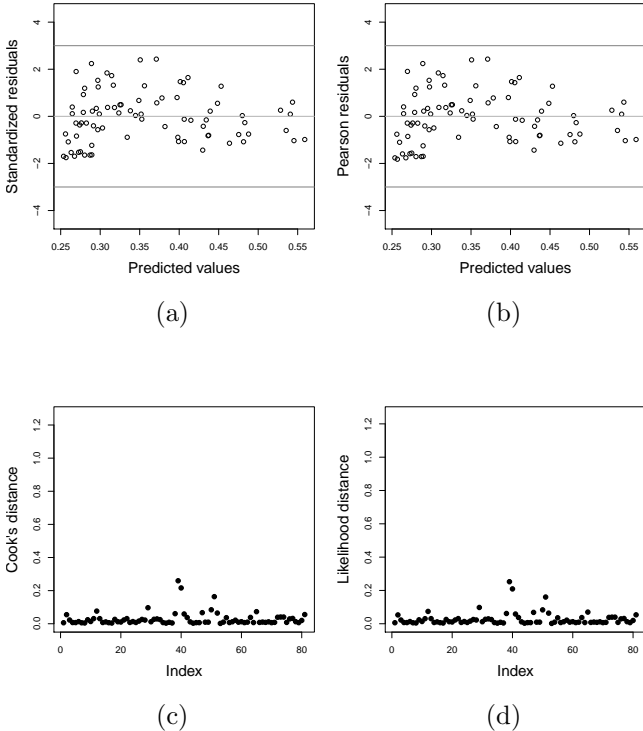 Standardized residuals
4
2
0
−2
−4
0.25 0.30 0.35 0.40 0.45 0.50 0.55
Predicted values
(a)
Pearson residuals
4
2
0
−2
−4
0.25 0.30 0.35 0.40 0.45 0.50 0.55
Predicted values
(b)
Cook's distance
1.2
1.0
0.8
0.6
0.4
0.2
0.0
0 20 40 60 80
Index
(c)
Likelihood distance
1.2
1.0
0.8
0.6
0.4
0.2
0.0
0 20 40 60 80
Index
(d)